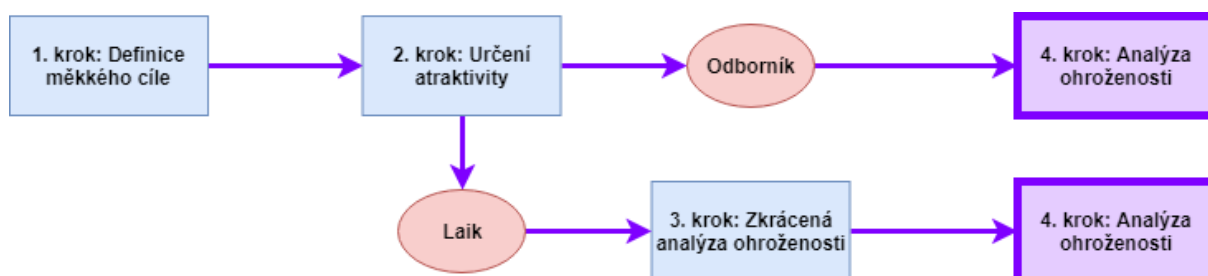 1. krok: Definice
měkkého cíle
2. krok: Určení
atraktivity
Odborník
4. krok: Analýza
ohroženosti
Laik
3. krok: Zkrácená
analýza ohroženosti
4. krok: Analýza
ohroženosti